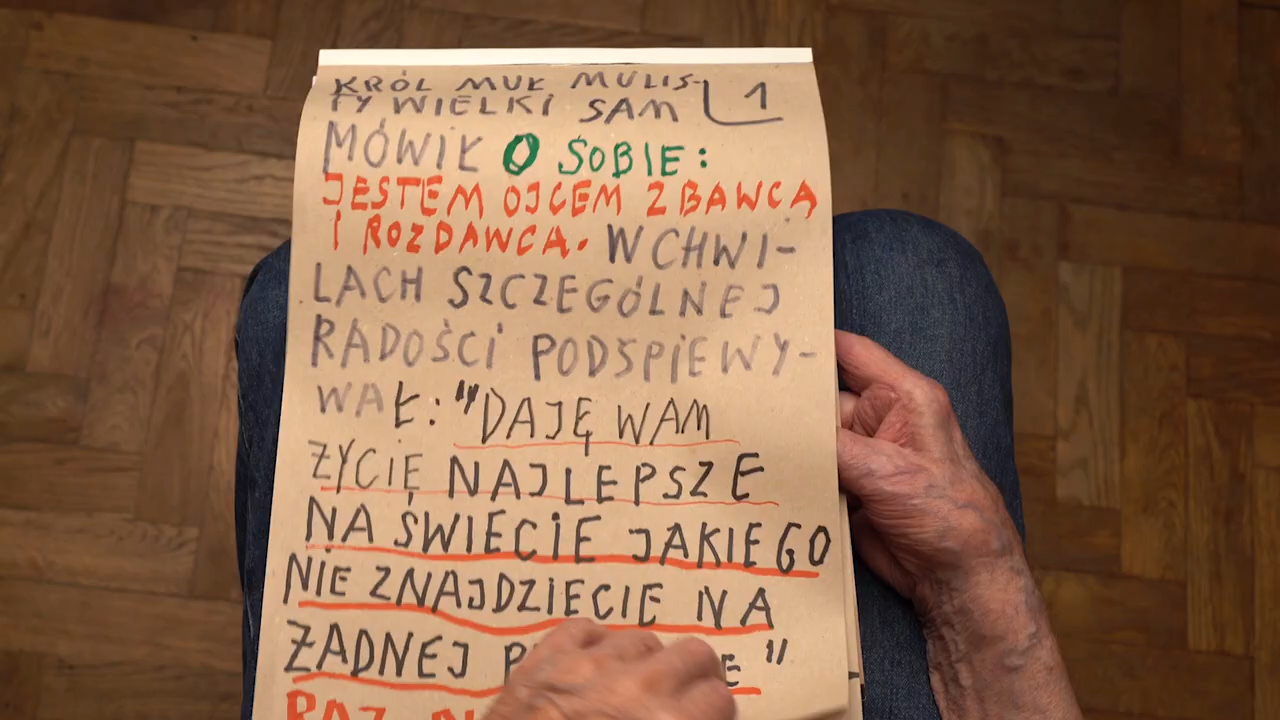 KRÓL MUŁ MULIS-
TY WIELKI SAM 1
MÓWIŁ O SOBIE:
JESTEM OJCEM ZBAWCĄ
I ROZDAWCĄ. W CHWI-
LACH SZCZEGÓLNEJ
RADOŚCI PODŚPIEWY-
WAŁ: "DAJĘ WAM
ŻYCIE NAJLEPSZE
NA ŚWIECIE JAKIEGO
NIE ZNAJDZIECIE NA
ŻADNEJ "